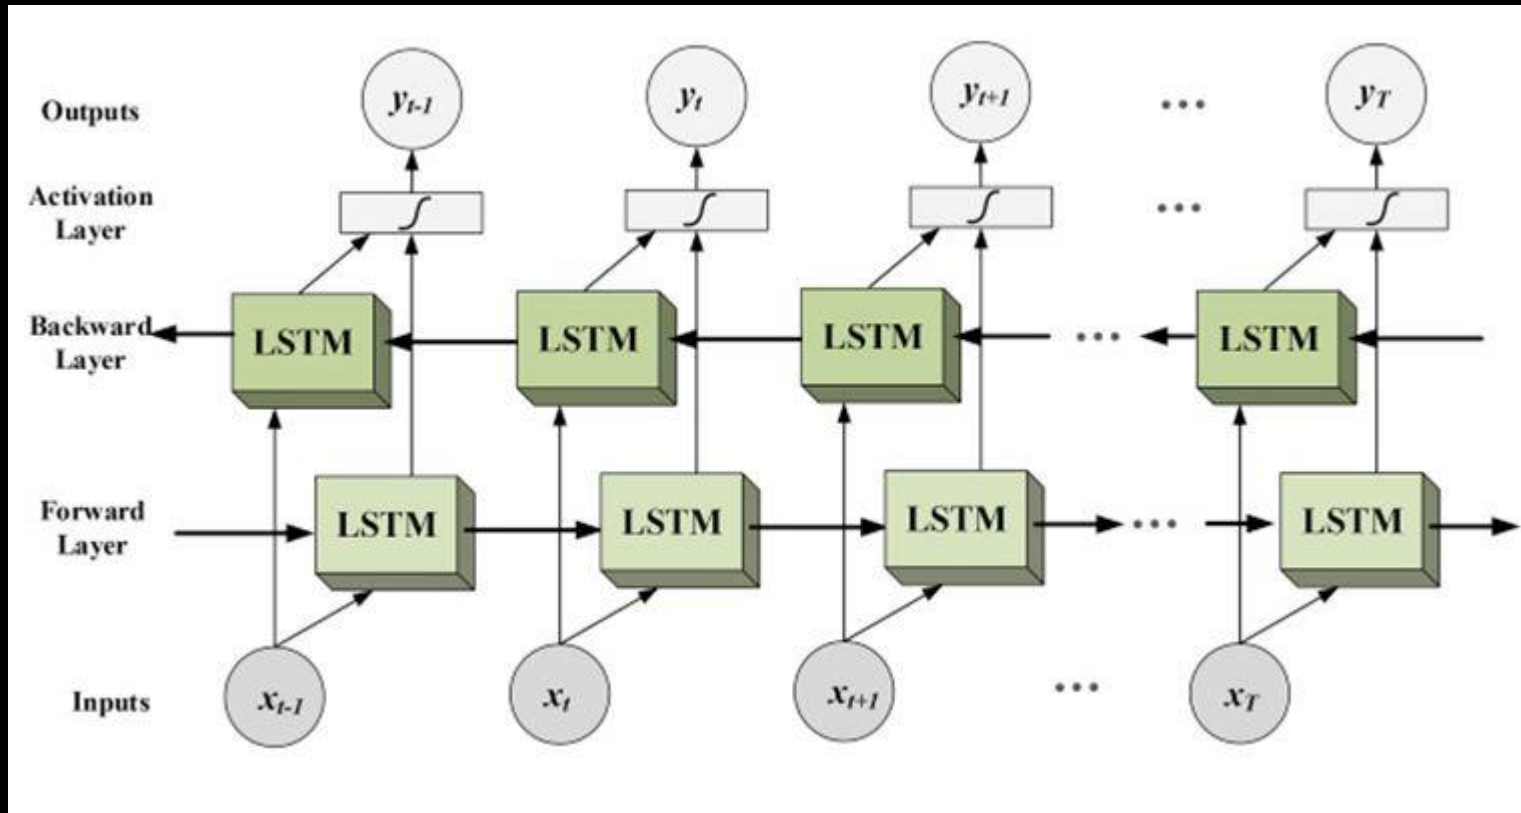 Outputs
y_{t-1} y_t y_{t+1} ... y_T
Activation
Layer
∫ ∫ ∫ ... ∫
Backward
Layer
LSTM LSTM LSTM ... LSTM
Forward
Layer
LSTM LSTM LSTM ... LSTM
Inputs
x_{t-1} x_t x_{t+1} ... x_T